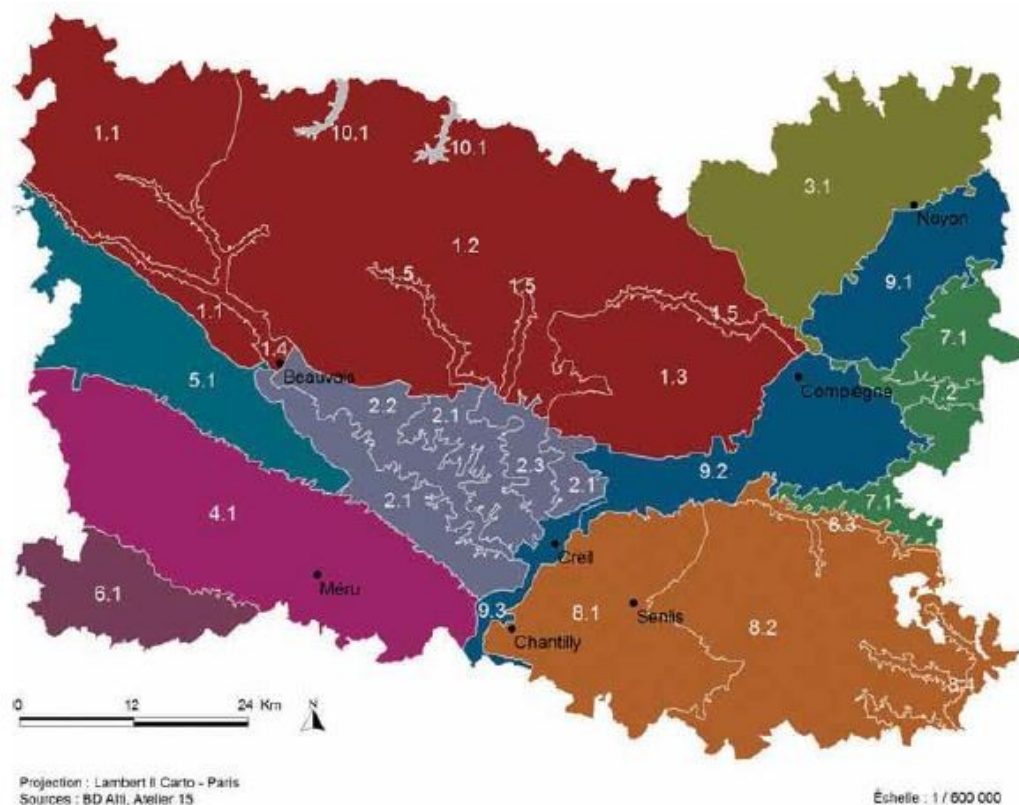 1.1
10.1
10.1
3.1
Noyon
1.2
9.1
1.5
1.5
1.5
1.1
7.1
1.4
Beauvais
5.1
1.3
Compiègne
7.2
2.2
2.1
2.3
9.2
2.1
2.1
7.1
4.1
8.3
Creil
Méru
6.1
9.3
8.1
Senlis
8.2
Chantilly
8.4
0 12 24 Km
N
Projection : Lambert II Carto - Paris
Sources : BD Alti, Atelier 15
Échelle : 1 / 600 000